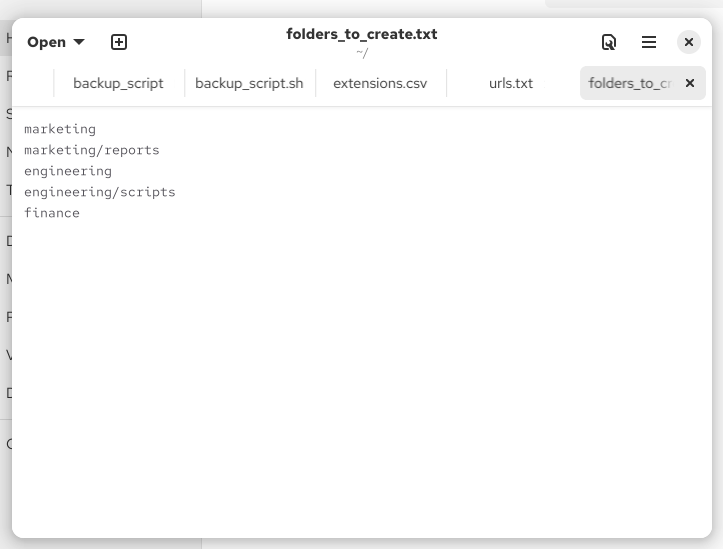 Open
folders_to_create.txt
~/
backup_script
backup_script.sh
extensions.csv
urls.txt
folders_to_cr
marketing
marketing/reports
engineering
engineering/scripts
finance